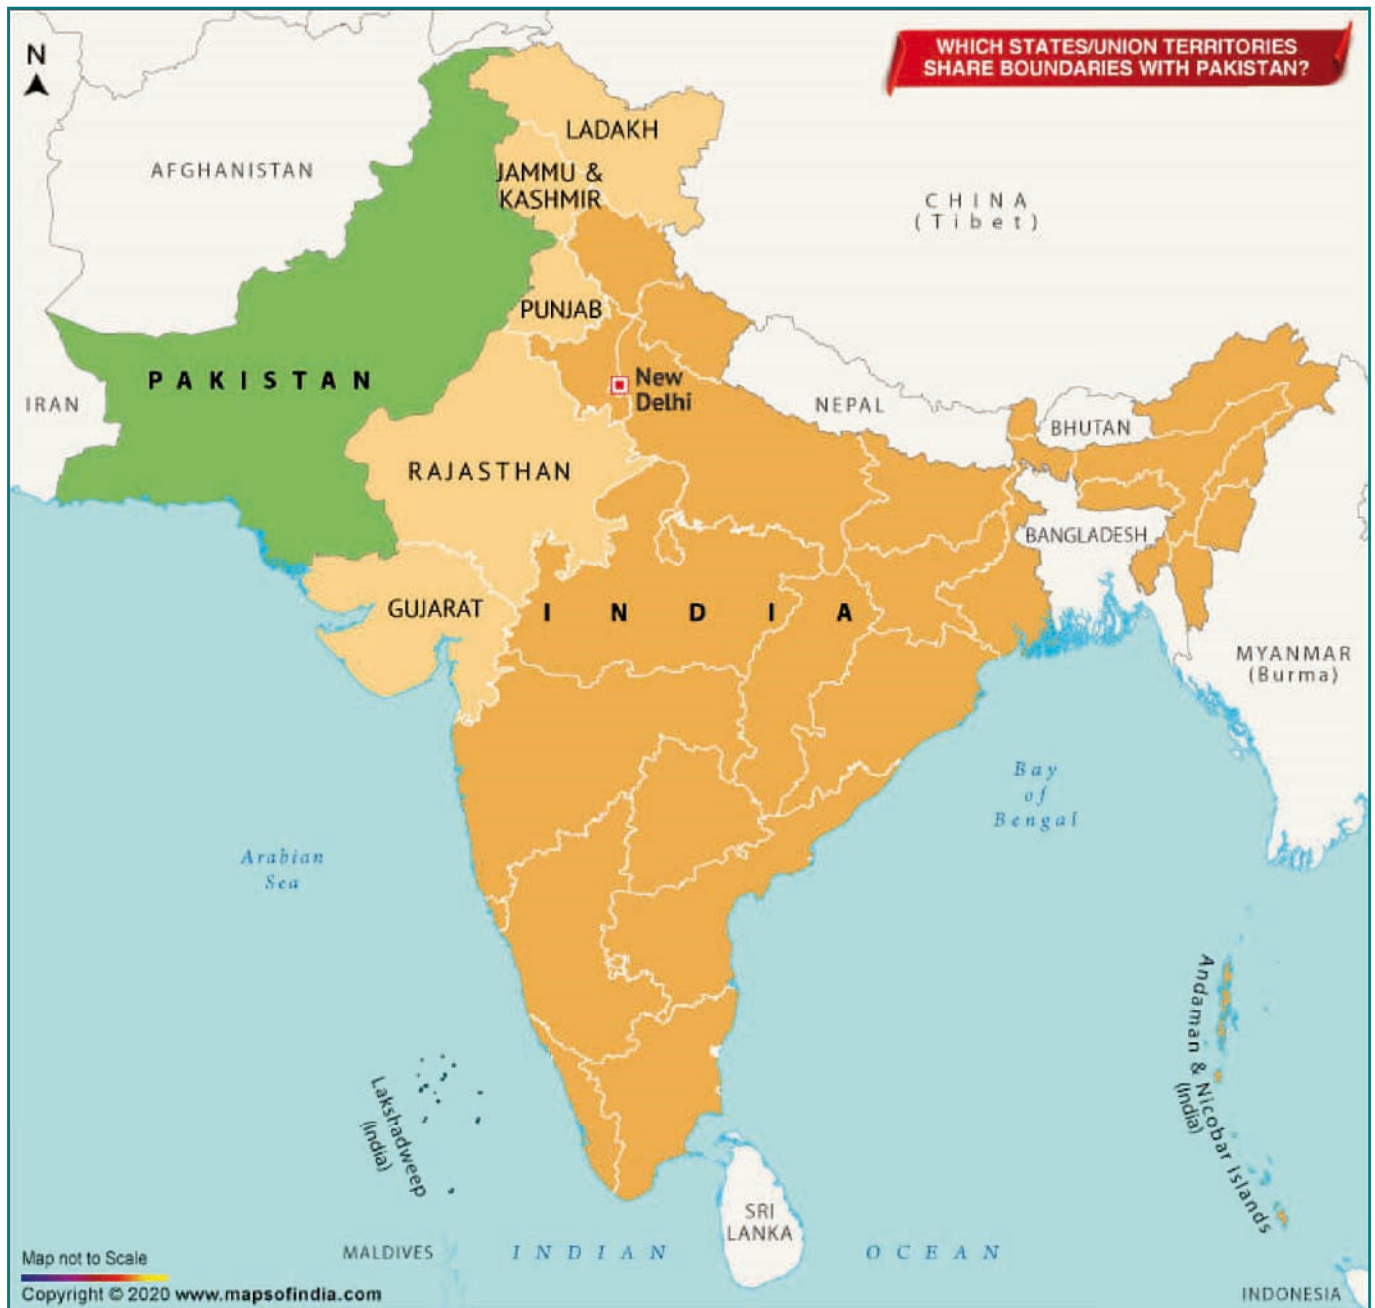 N
WHICH STATES/UNION TERRITORIES
SHARE BOUNDARIES WITH PAKISTAN?
LADAKH
AFGHANISTAN
JAMMU &
KASHMIR
CHINA
(Tibet)
PUNJAB
PAKISTAN
New
Delhi
IRAN
NEPAL
BHUTAN
RAJASTHAN
BANGLADESH
GUJARAT
INDIA
MYANMAR
(Burma)
Bay
of
Bengal
Arabian
Sea
Andaman & Nicobar Islands
(India)
Lakshadweep
(India)
SRI
LANKA
MALDIVES
INDIAN OCEAN
Map not to Scale
Copyright © 2020 www.mapsofindia.com
INDONESIA